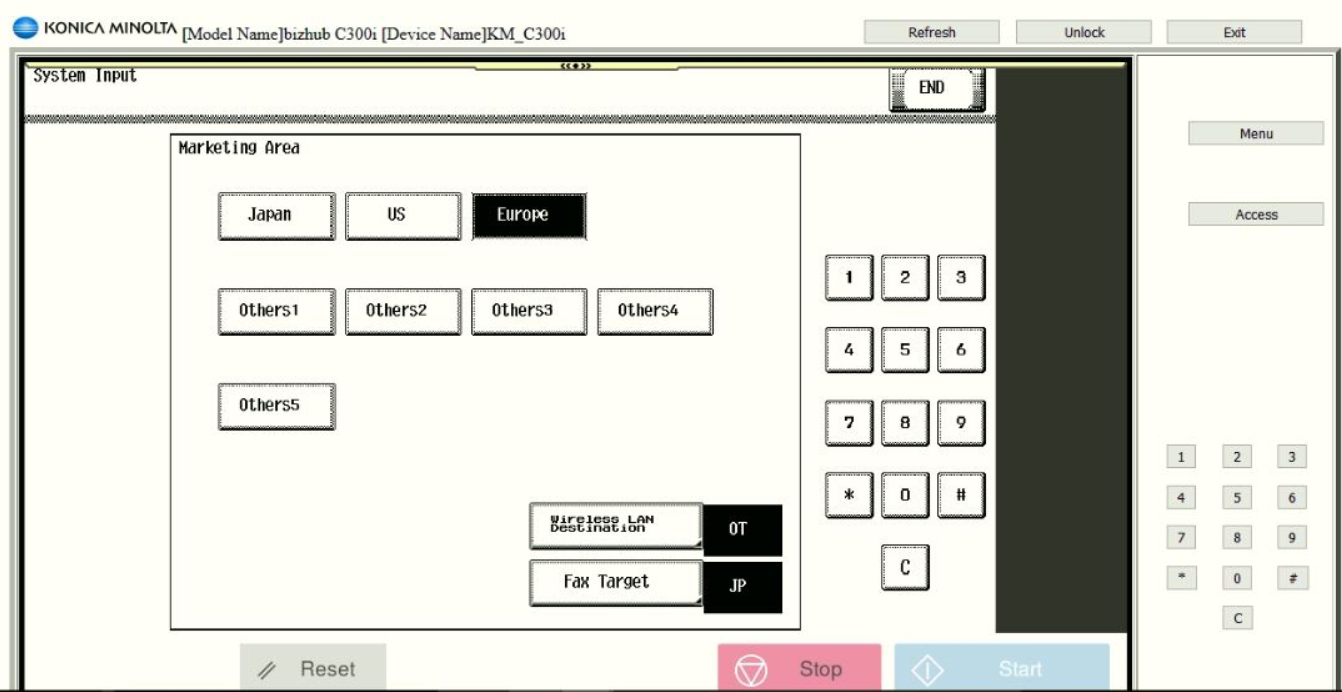 KONICA MINOLTA [Model Name]bizhub C300i [Device Name]KM_C300i Refresh Unlock Exit
System Input
END
Menu
Marketing Area
Japan US Europe
Access
1 2 3
Others1 Others2 Others3 Others4
4 5 6
Others5
7 8 9
1 2 3
* 0 #
4 5 6
Wireless LAN
Destination
OT
7 8 9
C
Fax Target JP
* 0 #
C
Reset Stop Start